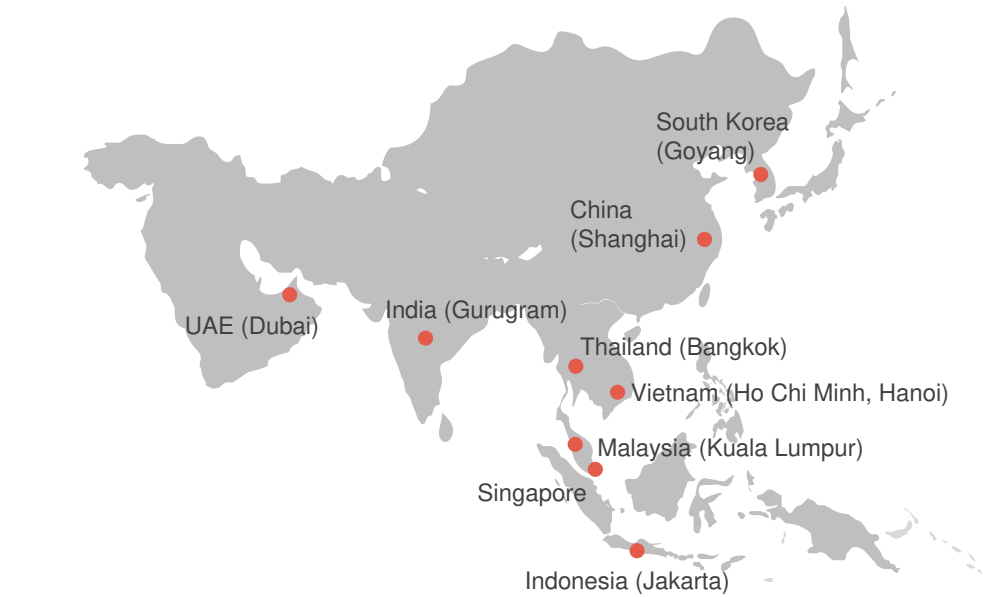 South Korea
(Goyang)
China
(Shanghai)
India (Gurugram)
UAE (Dubai)
Thailand (Bangkok)
Vietnam (Ho Chi Minh, Hanoi)
Malaysia (Kuala Lumpur)
Singapore
Indonesia (Jakarta)